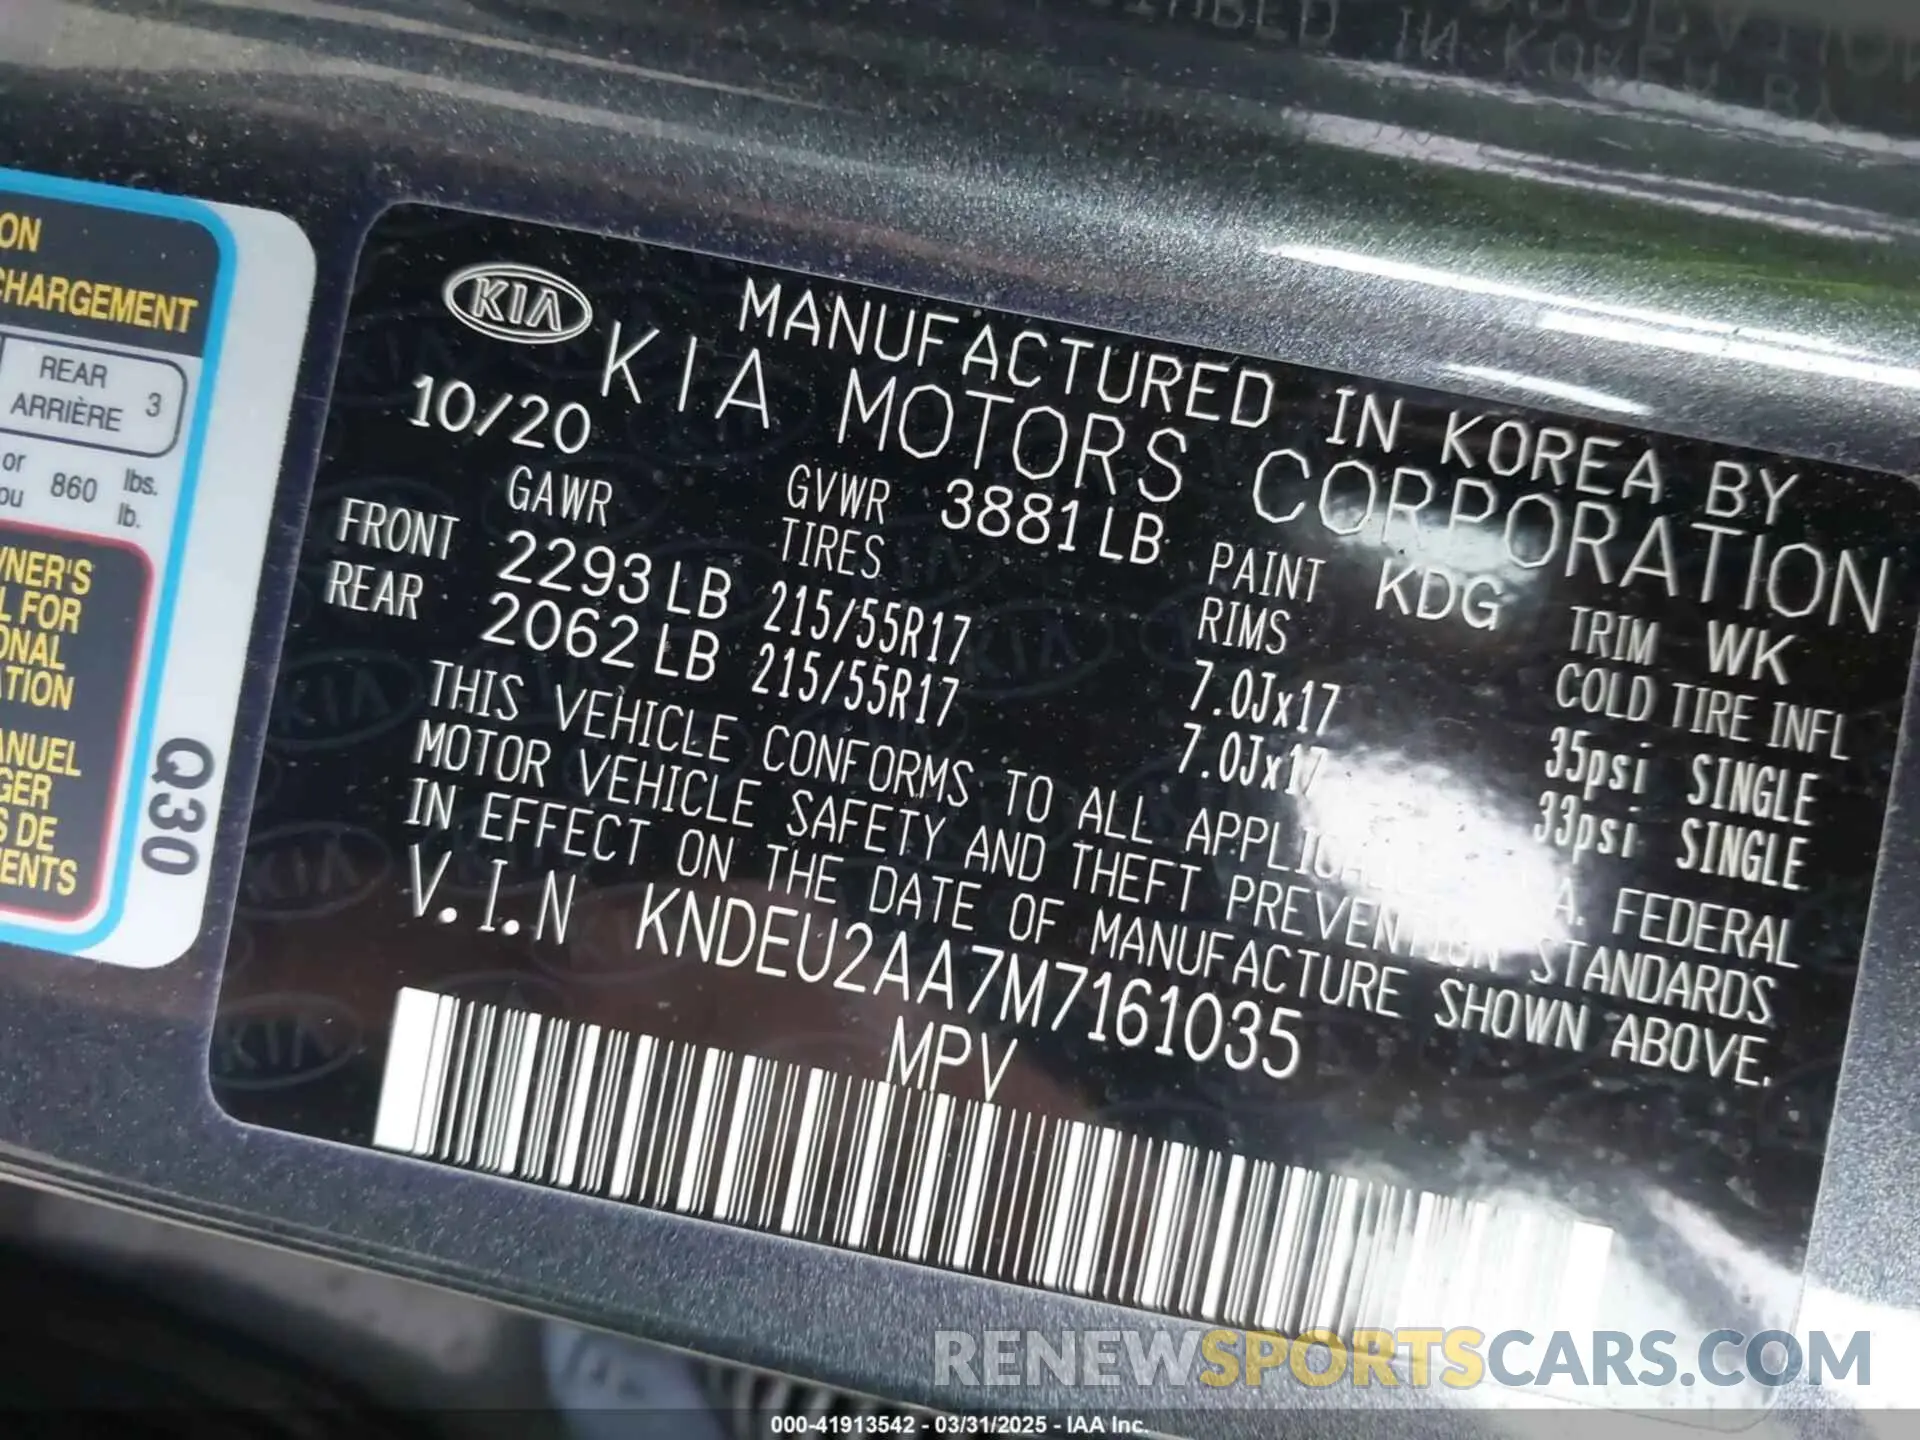 KIA
MANUFACTURED IN KOREA BY
KIA MOTORS CORPORATION
10/20
GAWR GVWR 3881 LB PAINT KDG TRIM WK
TIRES RIMS COLD TIRE INFL
FRONT 2293 LB 215/55R17 7.0Jx17 35psi SINGLE
REAR 2062 LB 215/55R17 7.0Jx17 33psi SINGLE
THIS VEHICLE CONFORMS TO ALL FEDERAL
MOTOR VEHICLE SAFETY AND THEFT PREVENTION STANDARDS
IN EFFECT ON THE DATE OF MANUFACTURE SHOWN ABOVE.
V.I.N KNDEU2AA7M7161035
MPV
ON
CHARGEMENT
REAR
ARRIÈRE 3
or
ou 860 lbs.
lb.
WNER'S
L FOR
ONAL
ATION
ANUEL
GER
S DE
ENTS
Q30
RENEWSPORTSCARS.COM
000-41913542 - 03/31/2025 - IAA Inc.